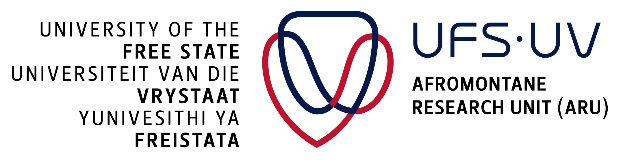 UNIVERSITY OF THE
FREE STATE
UNIVERSITEIT VAN DIE
VRYSTAAT
YUNIVESITHI YA
FREISTATA
UFS·UV
AFROMONTANE
RESEARCH UNIT (ARU)